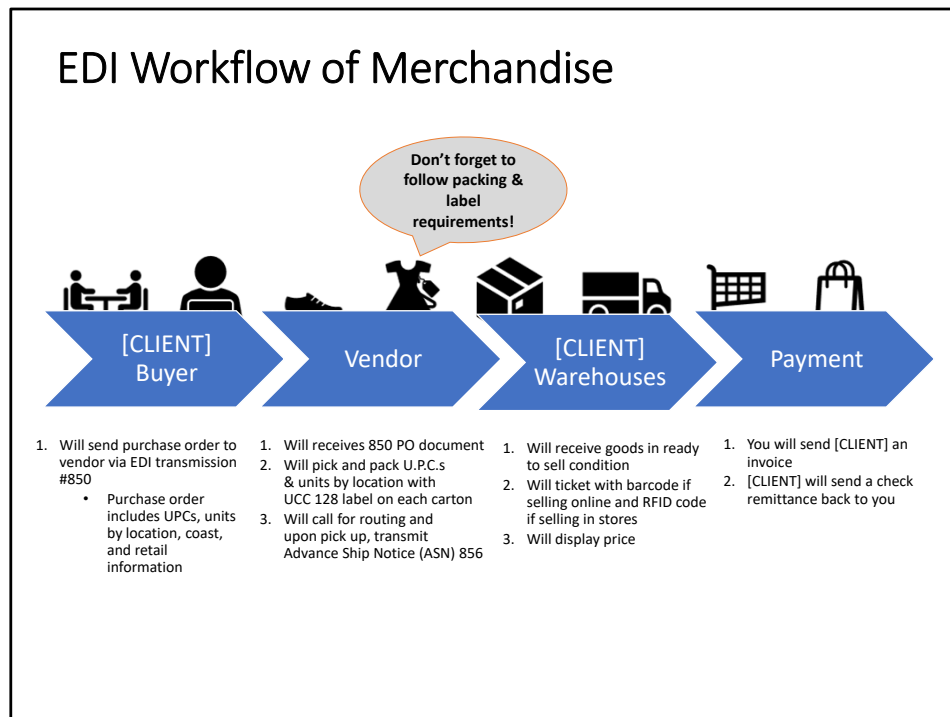 EDI Workflow of Merchandise
Don't forget to
follow packing &
label
requirements!
[CLIENT]
Buyer
Vendor
[CLIENT]
Warehouses
Payment
1. Will send purchase order to
vendor via EDI transmission
#850
• Purchase order
includes UPCs, units
by location, coast,
and retail
information
1. Will receives 850 PO document
2. Will pick and pack U.P.C.s
& units by location with
UCC 128 label on each carton
3. Will call for routing and
upon pick up, transmit
Advance Ship Notice (ASN) 856
1. Will receive goods in ready
to sell condition
2. Will ticket with barcode if
selling online and RFID code
if selling in stores
3. Will display price
1. You will send [CLIENT] an
invoice
2. [CLIENT] will send a check
remittance back to you